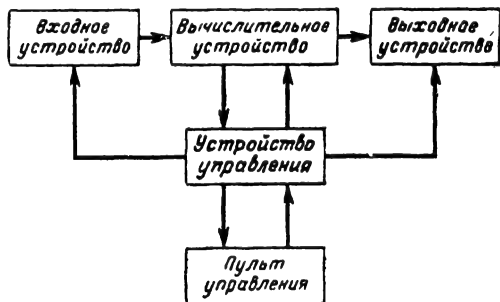 Входное
устройство
Вычислительное
устройство
Выходное
устройство
Устройство
управления
Пульт
управления